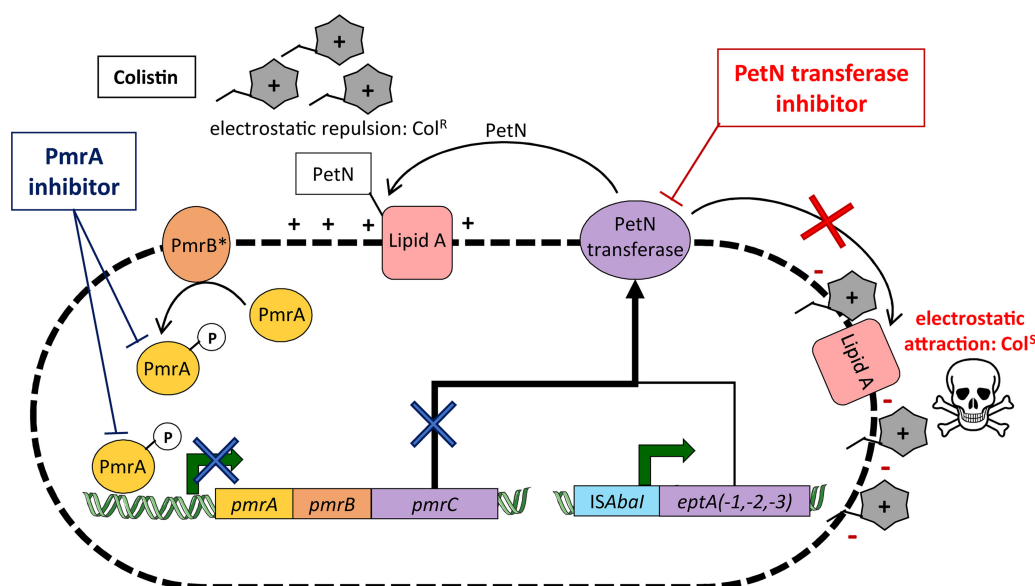 Colistin
+
+
+
electrostatic repulsion: Colᴿ
PetN transferase
inhibitor
PmrA
inhibitor
PetN
PetN
+ + + +
PmrB*
Lipid A
PetN
transferase
PmrA
P
PmrA
-
+
Lipid A
electrostatic
attraction: Colˢ
-
+
P
PmrA
-
+
-
pmrA pmrB pmrC
ISAbaI eptA(-1,-2,-3)